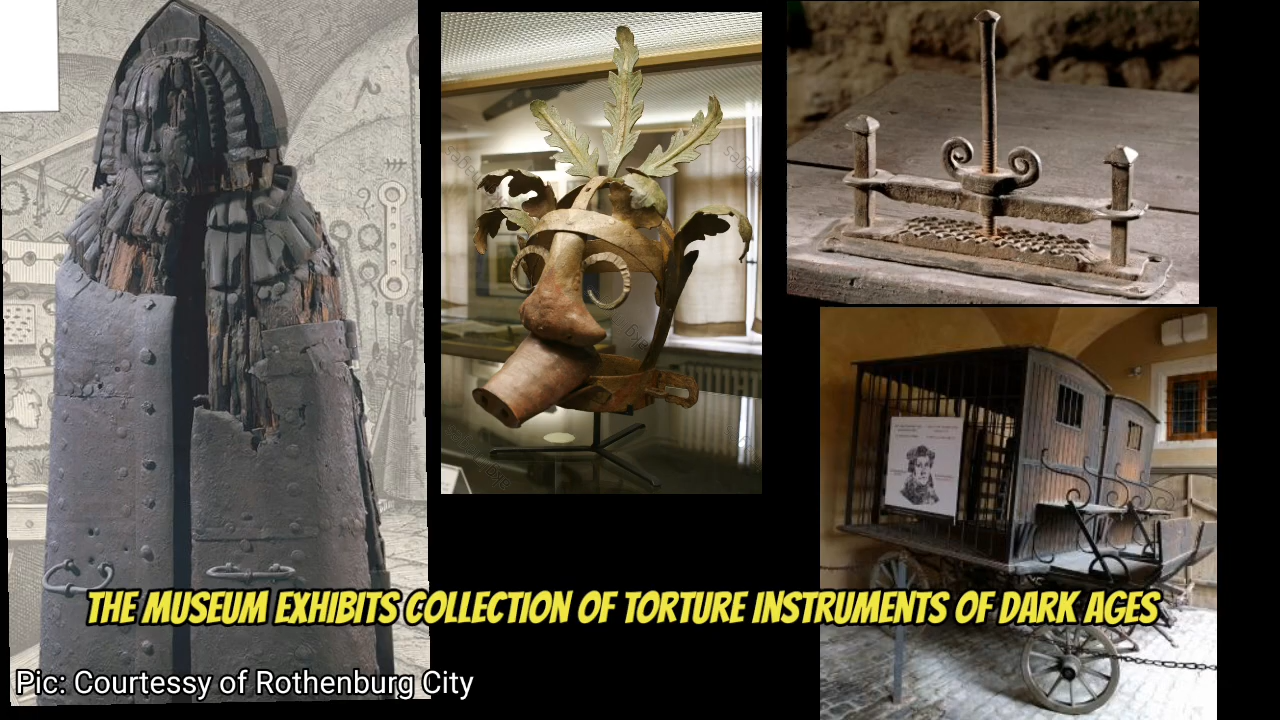 THE MUSEUM EXHIBITS COLLECTION OF TORTURE INSTRUMENTS OF DARK AGES
Pic: Courtessy of Rothenburg City